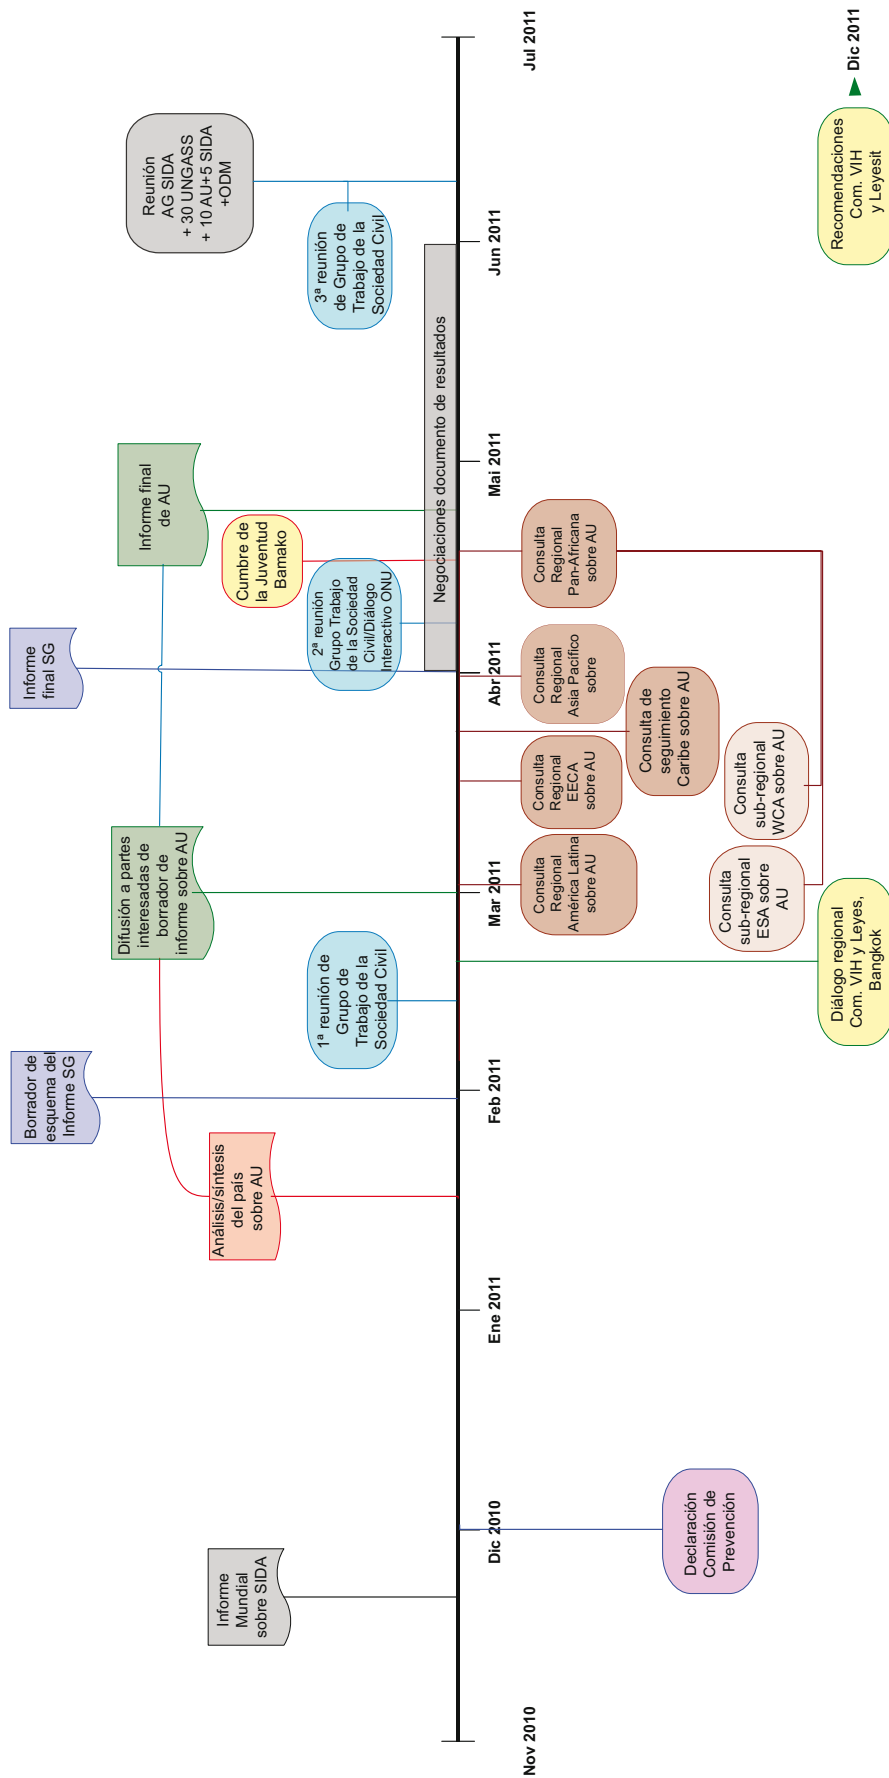 Informe
Mundial
sobre SIDA
Análisis/síntesis
del país
sobre AU
Borrador de
esquema del
Informe SG
Difusión a partes
interesadas de
borrador de
informe sobre AU
Informe
final SG
Informe final
de AU
Reunión
AG SIDA
+ 30 UNGASS
+ 10 AU+5 SIDA
+ODM
1ª reunión de
Grupo de
Trabajo de la
Sociedad Civil
2ª reunión
Grupo Trabajo
de la Sociedad
Civil/Diálogo
Interactivo ONU
Cumbre de
la Juventud
Bamako
3ª reunión
de Grupo de
Trabajo de la
Sociedad Civil
Negociaciones documento de resultados
Nov 2010
Dic 2010
Ene 2011
Feb 2011
Mar 2011
Abr 2011
Mai 2011
Jun 2011
Jul 2011
Declaración
Comisión de
Prevención
Consulta
Regional
América Latina
sobre AU
Consulta
Regional
EECA
sobre AU
Consulta
Regional
Asia Pacífico
sobre
Consulta
Regional
Pan-Africana
sobre AU
Consulta de
seguimiento
Caribe sobre AU
Consulta
sub-regional
ESA sobre
AU
Consulta
sub-regional
WCA sobre AU
Diálogo regional
Com. VIH y Leyes,
Bangkok
Recomendaciones
Com. VIH
y Leyesit
Dic 2011